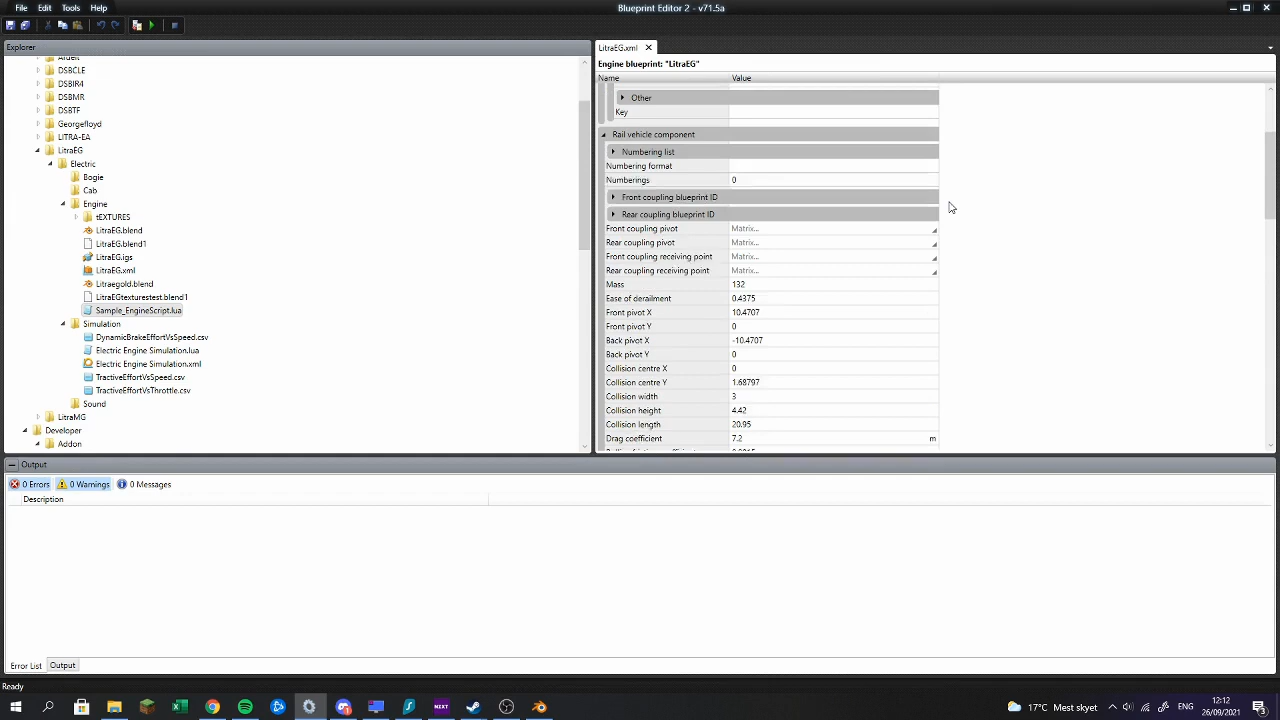 File Edit Tools Help
Blueprint Editor 2 - v71.5a
Explorer
DSBCLE
DSBIR4
DSBMR
DSBTF
Georgefloyd
LITRA-EA
LitraEG
Electric
Bogie
Cab
Engine
tEXTURES
LitraEG.blend
LitraEG.blend1
LitraEG.igs
LitraEG.xml
Litraegold.blend
LitraEGtexturestest.blend1
Sample_EngineScript.lua
Simulation
DynamicBrakeEffortVsSpeed.csv
Electric Engine Simulation.lua
Electric Engine Simulation.xml
TractiveEffortVsSpeed.csv
TractiveEffortVsThrottle.csv
Sound
LitraMG
Developer
Addon
LitraEG.xml
Engine blueprint: "LitraEG"
Name Value
Other
Key
Rail vehicle component
Numbering list
Numbering format
Numberings 0
Front coupling blueprint ID
Rear coupling blueprint ID
Front coupling pivot Matrix...
Rear coupling pivot Matrix...
Front coupling receiving point Matrix...
Rear coupling receiving point Matrix...
Mass 132
Ease of derailment 0.4375
Front pivot X 10.4707
Front pivot Y 0
Back pivot X -10.4707
Back pivot Y 0
Collision centre X 0
Collision centre Y 1.68797
Collision width 3
Collision height 4.42
Collision length 20.95
Drag coefficient 7.2 m
Output
0 Errors 0 Warnings 0 Messages
Description
Error List Output
Ready
NEXT
17°C Mest skyet ENG 12:12
26/09/2021